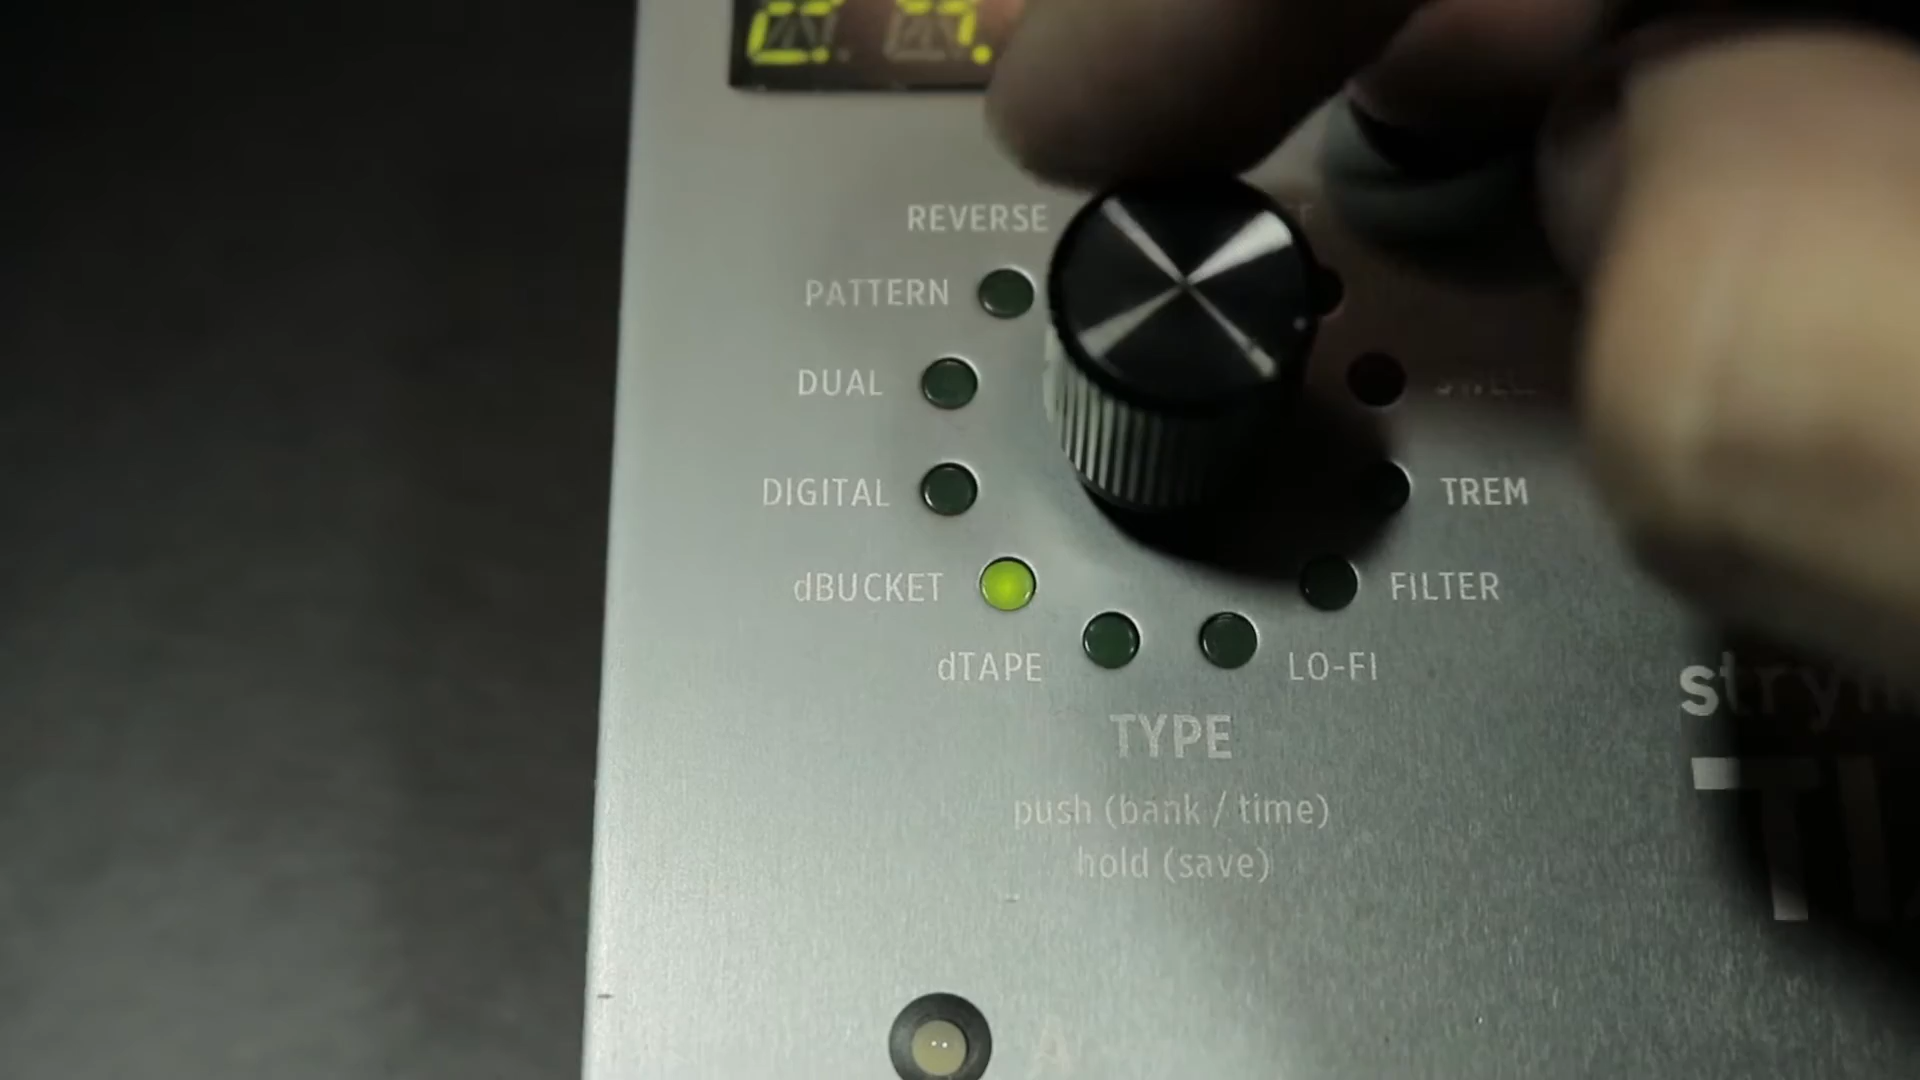 REVERSE
PATTERN
DUAL
DIGITAL
TREM
dBUCKET
FILTER
dTAPE
LO-FI
TYPE
push (bank / time)
hold (save)
A